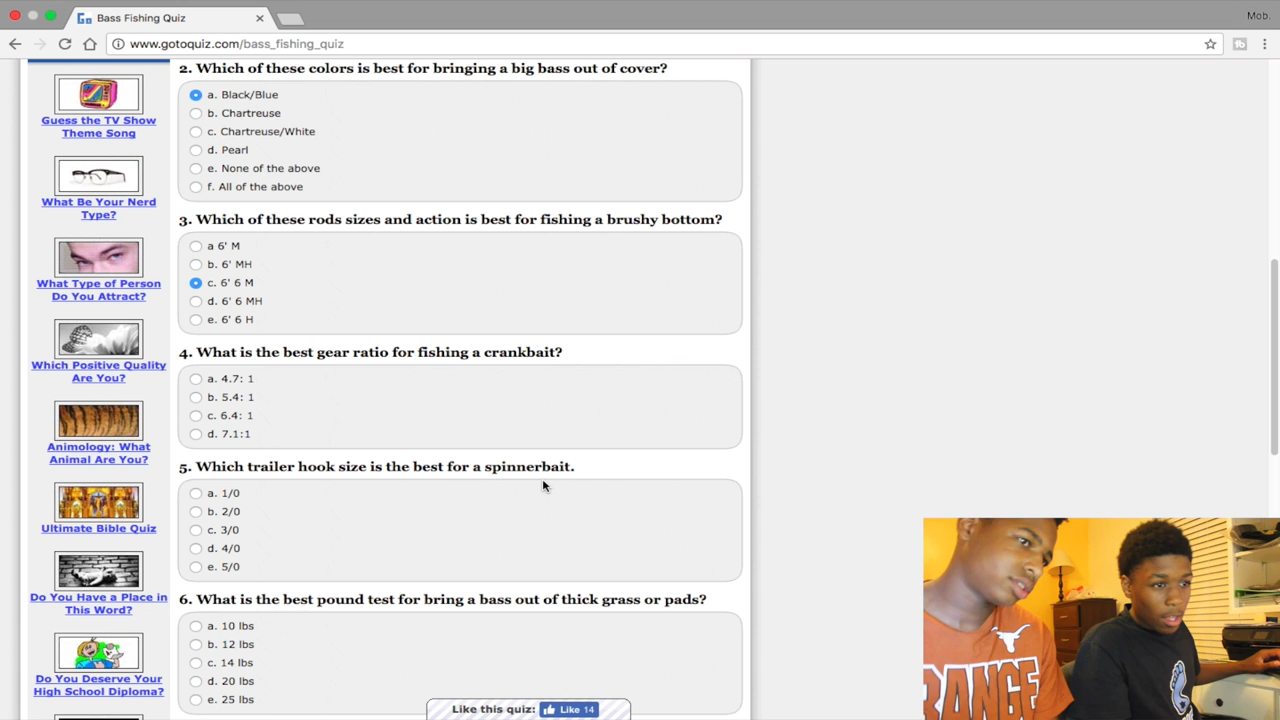 Bass Fishing Quiz
Mob.
www.gotoquiz.com/bass_fishing_quiz
Guess the TV Show
Theme Song
What Be Your Nerd
Type?
What Type of Person
Do You Attract?
Which Positive Quality
Are You?
Animology: What
Animal Are You?
Ultimate Bible Quiz
Do You Have a Place in
This Word?
Do You Deserve Your
High School Diploma?
2. Which of these colors is best for bringing a big bass out of cover?
a. Black/Blue
b. Chartreuse
c. Chartreuse/White
d. Pearl
e. None of the above
f. All of the above
3. Which of these rods sizes and action is best for fishing a brushy bottom?
a 6' M
b. 6' MH
c. 6' 6 M
d. 6' 6 MH
e. 6' 6 H
4. What is the best gear ratio for fishing a crankbait?
a. 4.7: 1
b. 5.4: 1
c. 6.4: 1
d. 7.1:1
5. Which trailer hook size is the best for a spinnerbait.
a. 1/0
b. 2/0
c. 3/0
d. 4/0
e. 5/0
6. What is the best pound test for bring a bass out of thick grass or pads?
a. 10 lbs
b. 12 lbs
c. 14 lbs
d. 20 lbs
e. 25 lbs
Like this quiz: Like 14
RANGE